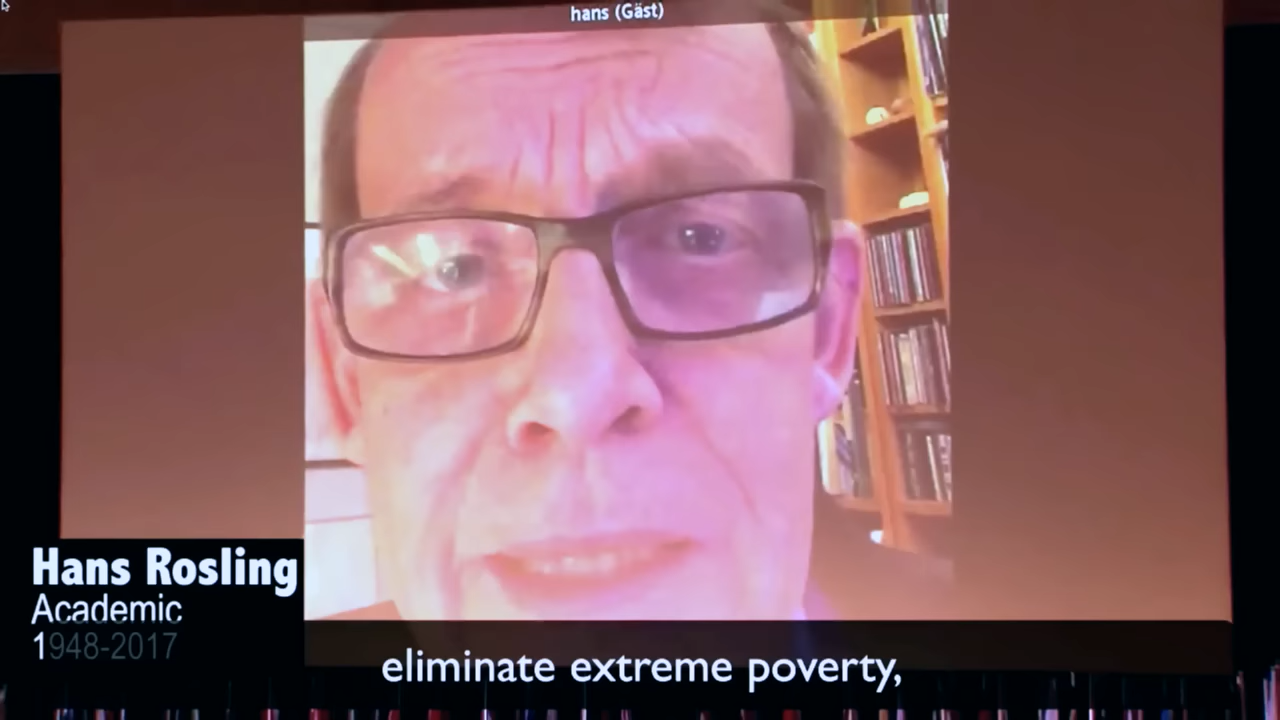 hans (Gäst)
Hans Rosling
Academic
1948-2017
eliminate extreme poverty,